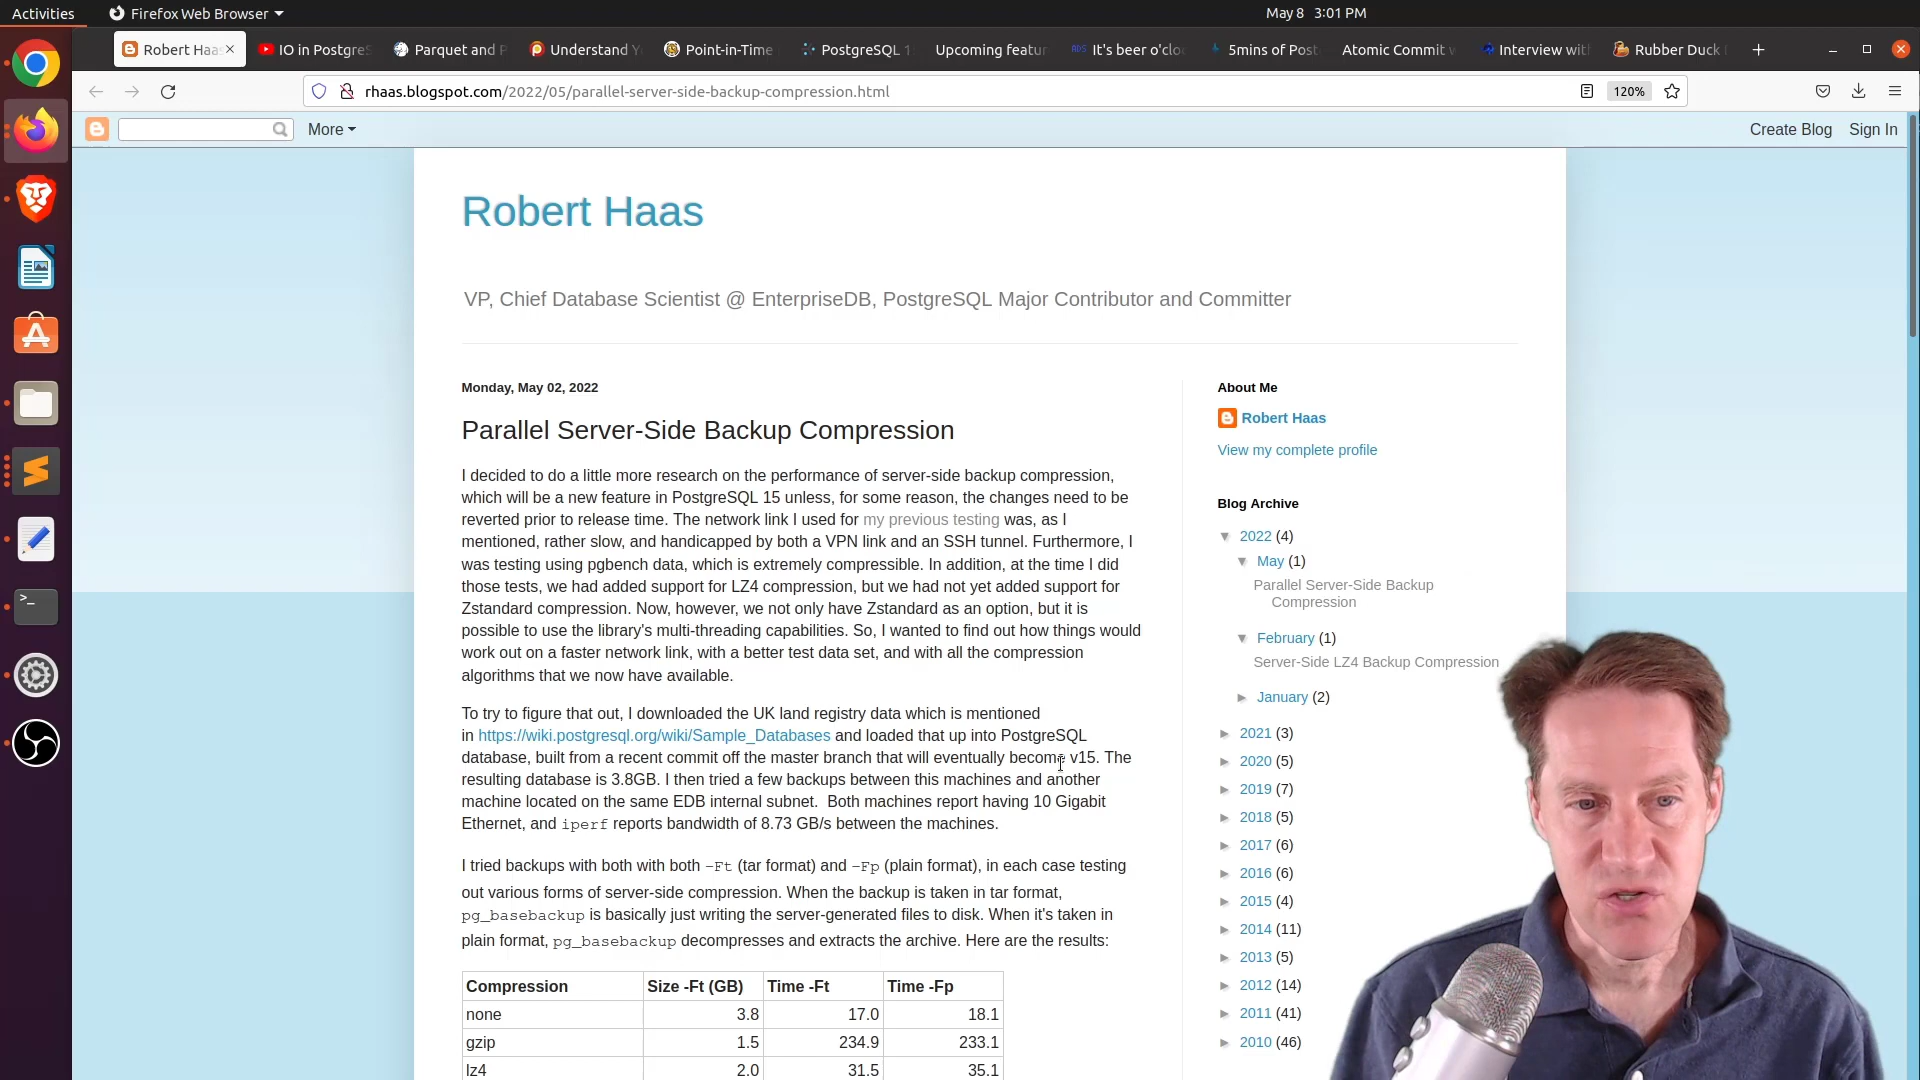 Activities
Firefox Web Browser
May 8 3:01 PM
Robert Haas
IO in PostgreS
Parquet and P
Understand Y
Point-in-Time
PostgreSQL 1
Upcoming featur
It's beer o'clo
5mins of Post
Atomic Commit w
Interview with
Rubber Duck
rhaas.blogspot.com/2022/05/parallel-server-side-backup-compression.html
120%
More
Create Blog
Sign In
Robert Haas
VP, Chief Database Scientist @ EnterpriseDB, PostgreSQL Major Contributor and Committer
Monday, May 02, 2022
Parallel Server-Side Backup Compression
I decided to do a little more research on the performance of server-side backup compression,
which will be a new feature in PostgreSQL 15 unless, for some reason, the changes need to be
reverted prior to release time. The network link I used for my previous testing was, as I
mentioned, rather slow, and handicapped by both a VPN link and an SSH tunnel. Furthermore, I
was testing using pgbench data, which is extremely compressible. In addition, at the time I did
those tests, we had added support for LZ4 compression, but we had not yet added support for
Zstandard compression. Now, however, we not only have Zstandard as an option, but it is
possible to use the library's multi-threading capabilities. So, I wanted to find out how things would
work out on a faster network link, with a better test data set, and with all the compression
algorithms that we now have available.
To try to figure that out, I downloaded the UK land registry data which is mentioned
in https://wiki.postgresql.org/wiki/Sample_Databases and loaded that up into PostgreSQL
database, built from a recent commit off the master branch that will eventually become v15. The
resulting database is 3.8GB. I then tried a few backups between this machines and another
machine located on the same EDB internal subnet. Both machines report having 10 Gigabit
Ethernet, and iperf reports bandwidth of 8.73 GB/s between the machines.
I tried backups with both with both -Ft (tar format) and -Fp (plain format), in each case testing
out various forms of server-side compression. When the backup is taken in tar format,
pg_basebackup is basically just writing the server-generated files to disk. When it's taken in
plain format, pg_basebackup decompresses and extracts the archive. Here are the results:
Compression Size -Ft (GB) Time -Ft Time -Fp
none 3.8 17.0 18.1
gzip 1.5 234.9 233.1
lz4 2.0 31.5 35.1
About Me
Robert Haas
View my complete profile
Blog Archive
▼ 2022 (4)
▼ May (1)
Parallel Server-Side Backup
Compression
▼ February (1)
Server-Side LZ4 Backup Compression
► January (2)
► 2021 (3)
► 2020 (5)
► 2019 (7)
► 2018 (5)
► 2017 (6)
► 2016 (6)
► 2015 (4)
► 2014 (11)
► 2013 (5)
► 2012 (14)
► 2011 (41)
► 2010 (46)